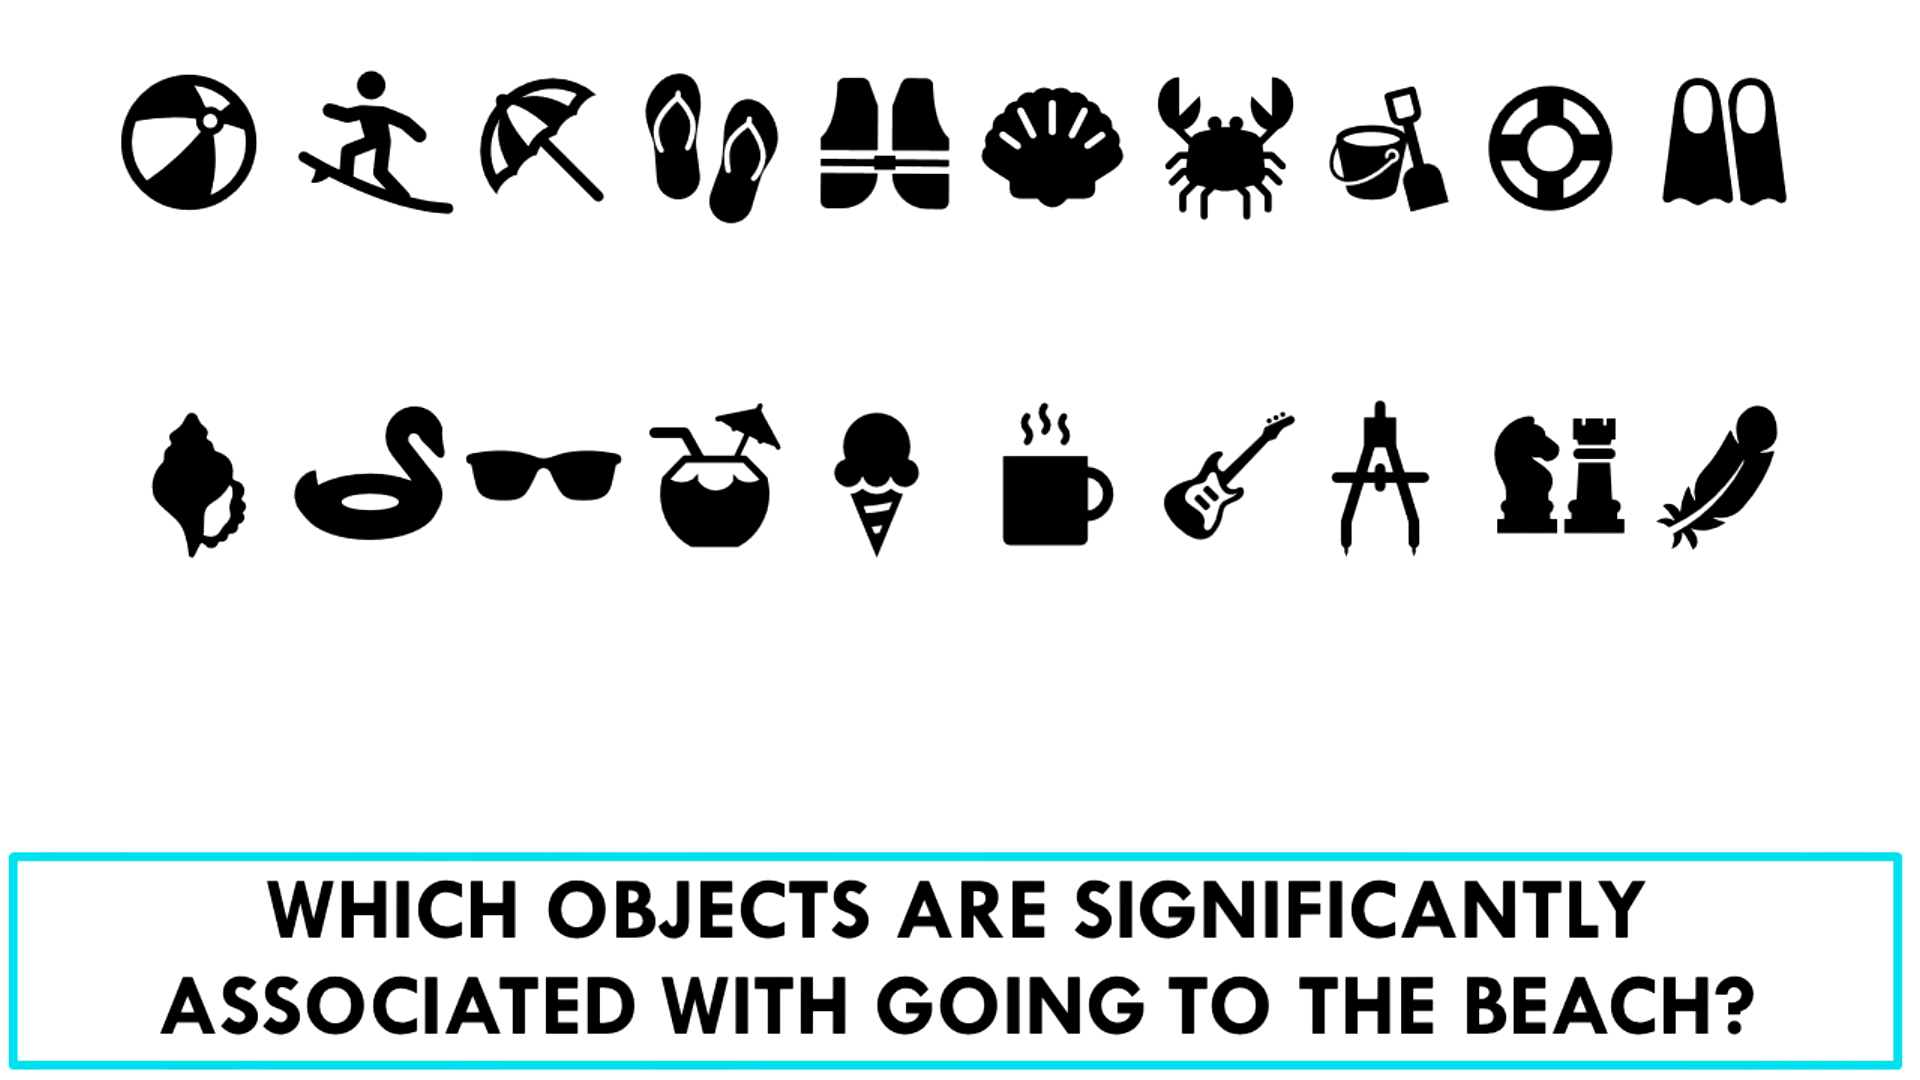 WHICH OBJECTS ARE SIGNIFICANTLY
ASSOCIATED WITH GOING TO THE BEACH?